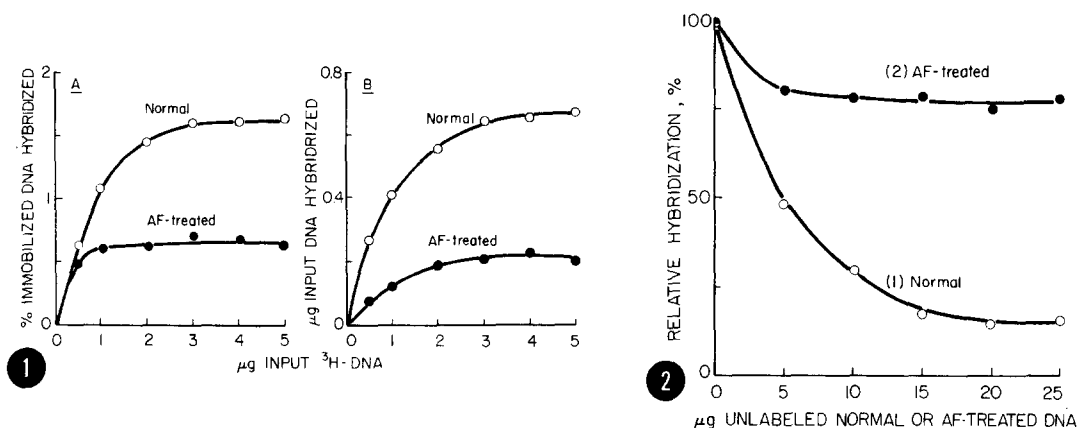 % IMMOBILIZED DNA HYBRIDIZED
2
1
0
A
Normal
AF-treated
0 1 2 3 4 5
μg INPUT DNA HYBRIDRIZED
0.8
0.4
0
B
Normal
AF-treated
0 1 2 3 4 5
μg INPUT ³H-DNA
1
RELATIVE HYBRIDIZATION, %
100
50
0
(2) AF-treated
(1) Normal
0 5 10 15 20 25
μg UNLABELED NORMAL OR AF-TREATED DNA
2